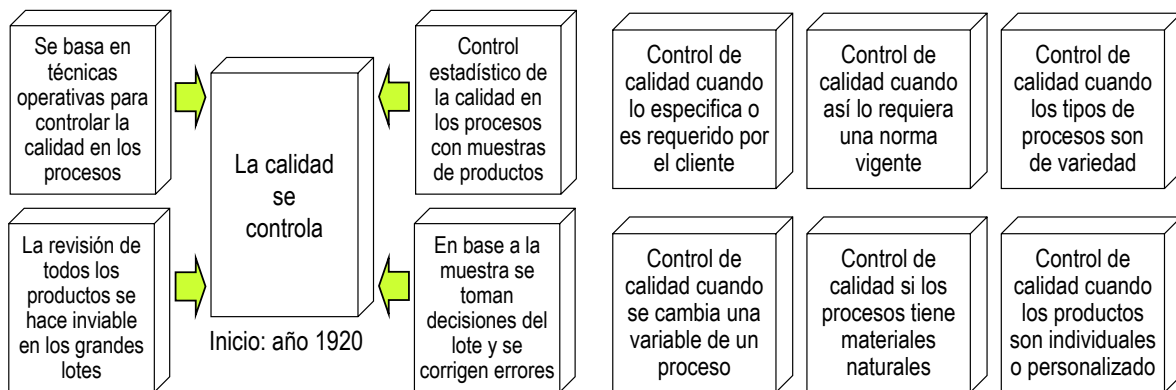 Se basa en
técnicas
operativas para
controlar la
calidad en los
procesos
La revisión de
todos los
productos se
hace inviable
en los grandes
lotes
La calidad
se
controla
Inicio: año 1920
Control
estadístico de
la calidad en
los procesos
con muestras
de productos
En base a la
muestra se
toman
decisiones del
lote y se
corrigen errores
Control de
calidad cuando
lo especifica o
es requerido por
el cliente
Control de
calidad cuando
así lo requiera
una norma
vigente
Control de
calidad cuando
los tipos de
procesos son
de variedad
Control de
calidad cuando
se cambia una
variable de un
proceso
Control de
calidad si los
procesos tiene
materiales
naturales
Control de
calidad cuando
los productos
son individuales
o personalizado